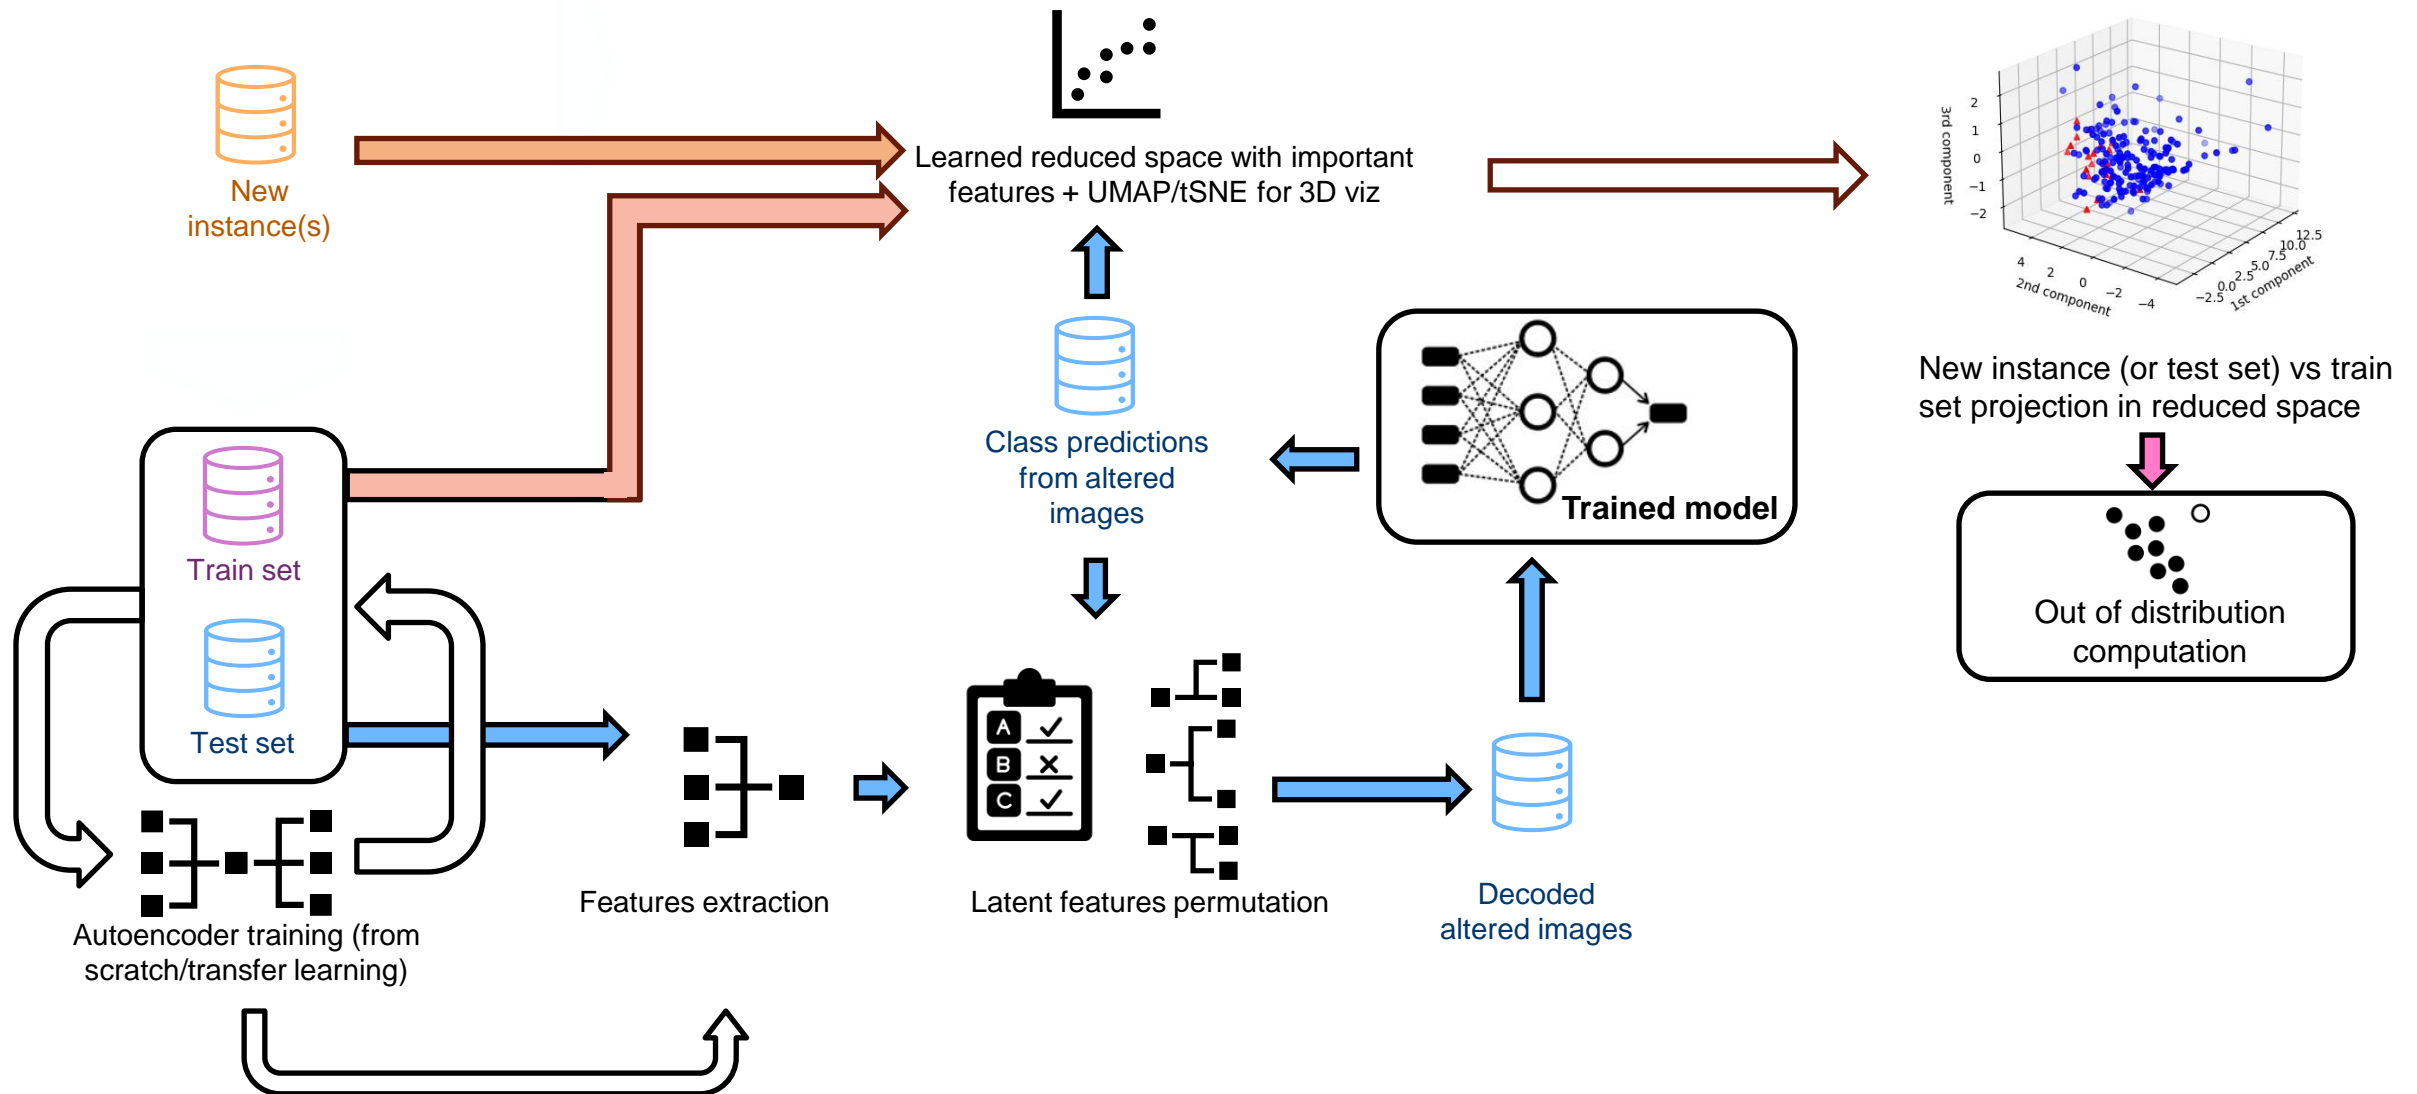 New
instance(s)
Learned reduced space with important
features + UMAP/tSNE for 3D viz
3rd component
2
1
0
−1
−2
4
2
0
−2
−4
2nd component
−2.5
0.0
2.5
5.0
7.5
10.0
12.5
1st component
New instance (or test set) vs train
set projection in reduced space
Out of distribution
computation
Train set
Test set
Class predictions
from altered
images
Trained model
A
B
C
Autoencoder training (from
scratch/transfer learning)
Features extraction
Latent features permutation
Decoded
altered images